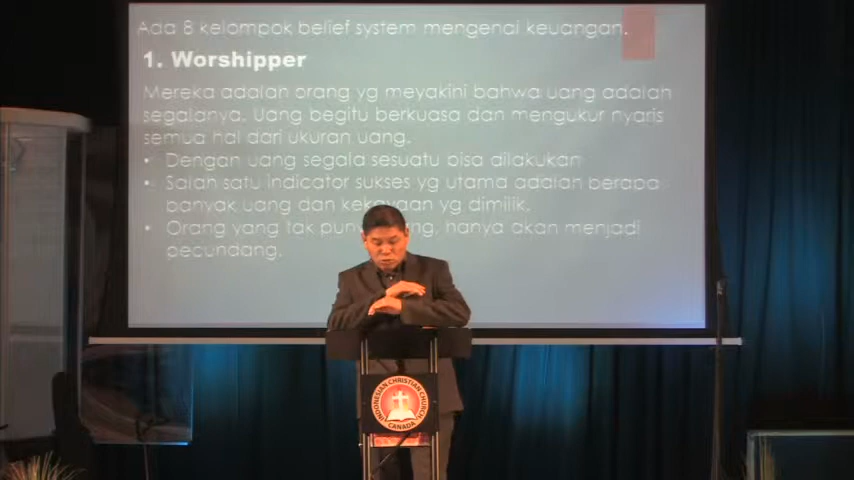 Ada 8 kelompok belief system mengenai keuangan.
1. Worshipper
Mereka adalah orang yg meyakini bahwa uang adalah
segalanya. Uang begitu berkuasa dan mengukur nyaris
semua hal dari ukuran uang.
• Dengan uang segala sesuatu bisa dilakukan
• Salah satu indicator sukses yg utama adalah berapa
banyak uang dan kekayaan yg dimilik.
• Orang yang tak hanya akan menjadi
pecundang.
INDONESIAN CHRISTIAN CHURCH
CANADA